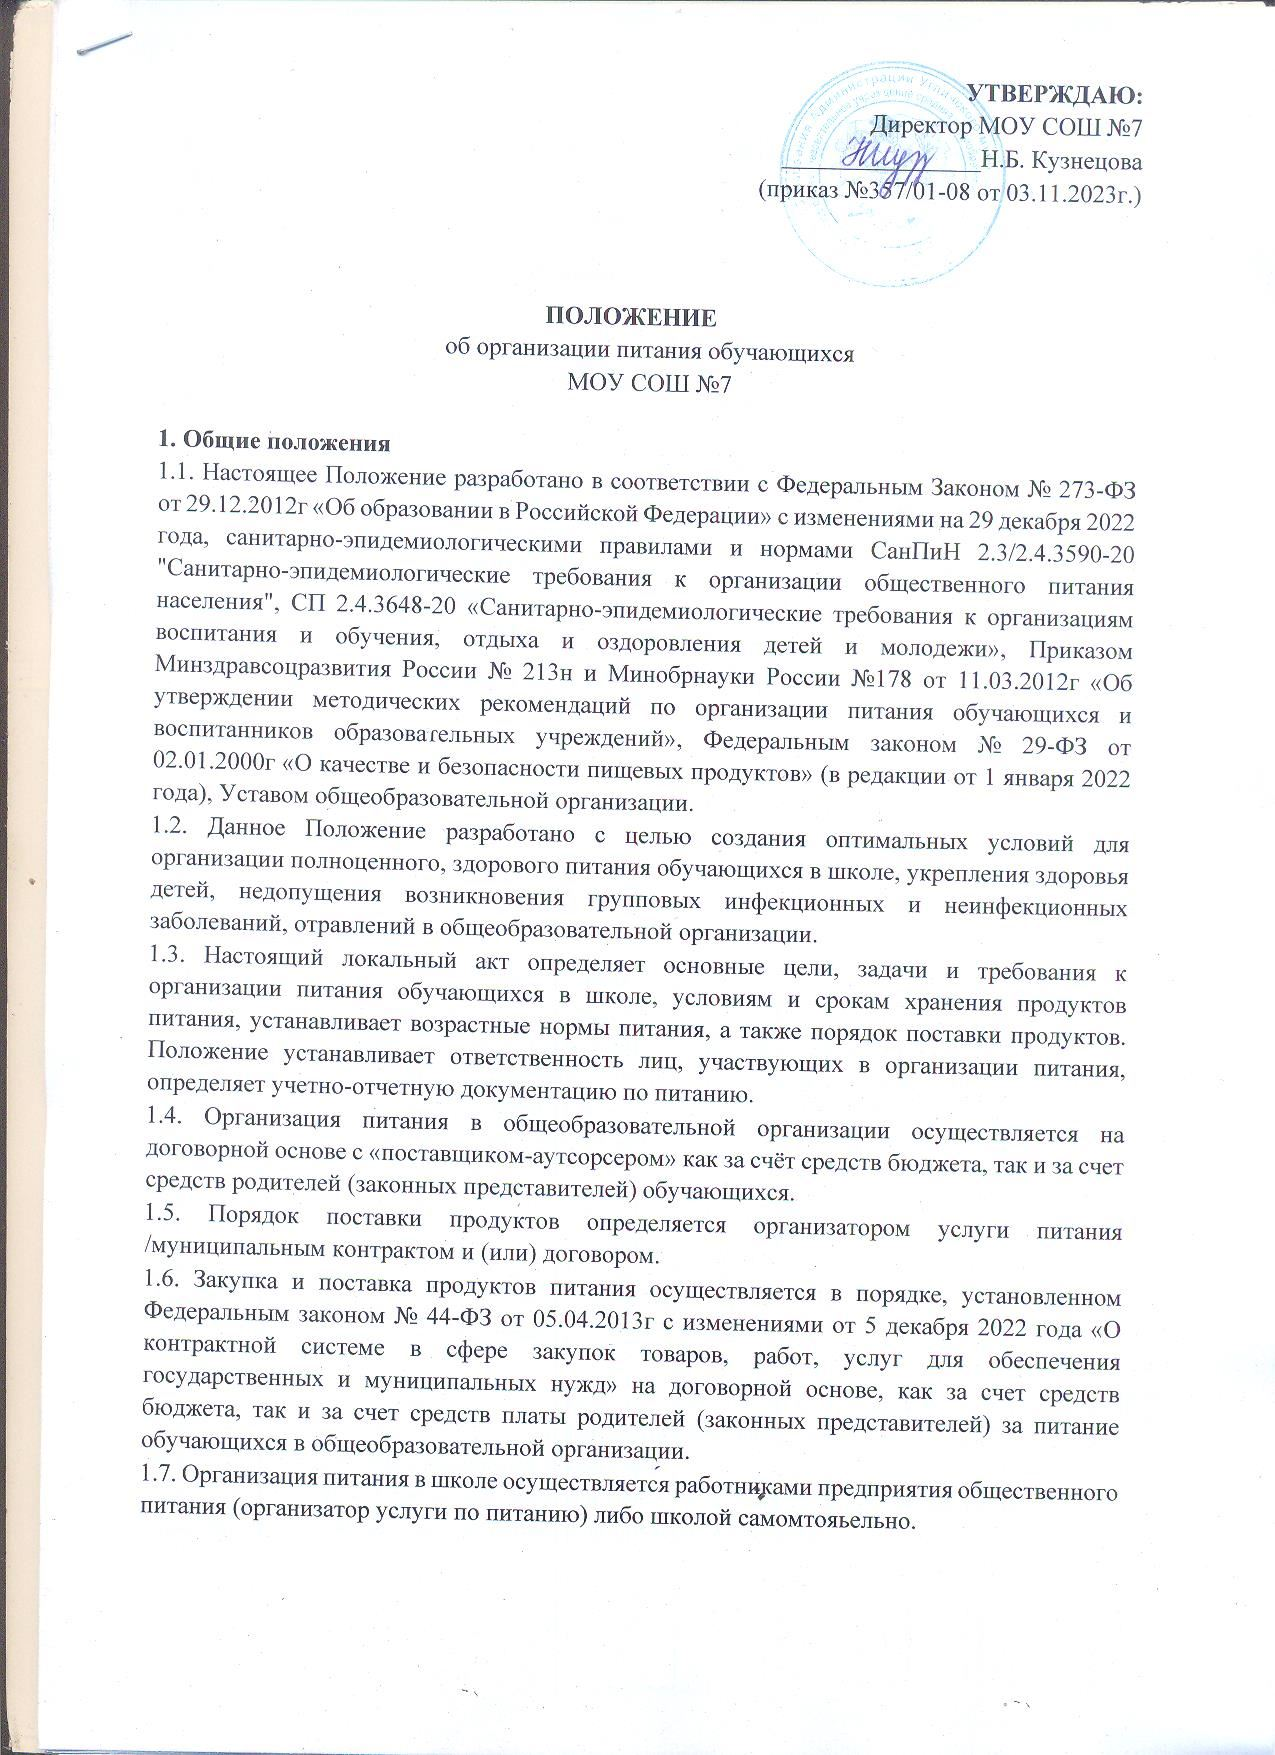 УТВЕРЖДАЮ:
Директор МОУ СОШ №7
Н.Б. Кузнецова
(приказ №357/01-08 от 03.11.2023г.)
ПОЛОЖЕНИЕ
об организации питания обучающихся
МОУ СОШ №7
1. Общие положения
1.1. Настоящее Положение разработано в соответствии с Федеральным Законом № 273-ФЗ
от 29.12.2012г «Об образовании в Российской Федерации» с изменениями на 29 декабря 2022
года, санитарно-эпидемиологическими правилами и нормами СанПиН 2.3/2.4.3590-20
"Санитарно-эпидемиологические требования к организации общественного питания
населения", СП 2.4.3648-20 «Санитарно-эпидемиологические требования к организациям
воспитания и обучения, отдыха и оздоровления детей и молодежи», Приказом
Минздравсоцразвития России № 213н и Минобрнауки России №178 от 11.03.2012г «Об
утверждении методических рекомендаций по организации питания обучающихся и
воспитанников образовательных учреждений», Федеральным законом № 29-ФЗ от
02.01.2000г «О качестве и безопасности пищевых продуктов» (в редакции от 1 января 2022
года), Уставом общеобразовательной организации.
1.2. Данное Положение разработано с целью создания оптимальных условий для
организации полноценного, здорового питания обучающихся в школе, укрепления здоровья
детей, недопущения возникновения групповых инфекционных и неинфекционных
заболеваний, отравлений в общеобразовательной организации.
1.3. Настоящий локальный акт определяет основные цели, задачи и требования к
организации питания обучающихся в школе, условиям и срокам хранения продуктов
питания, устанавливает возрастные нормы питания, а также порядок поставки продуктов.
Положение устанавливает ответственность лиц, участвующих в организации питания,
определяет учетно-отчетную документацию по питанию.
1.4. Организация питания в общеобразовательной организации осуществляется на
договорной основе с «поставщиком-аутсорсером» как за счёт средств бюджета, так и за счет
средств родителей (законных представителей) обучающихся.
1.5. Порядок поставки продуктов определяется организатором услуги питания
/муниципальным контрактом и (или) договором.
1.6. Закупка и поставка продуктов питания осуществляется в порядке, установленном
Федеральным законом № 44-ФЗ от 05.04.2013г с изменениями от 5 декабря 2022 года «О
контрактной системе в сфере закупок товаров, работ, услуг для обеспечения
государственных и муниципальных нужд» на договорной основе, как за счет средств
бюджета, так и за счет средств платы родителей (законных представителей) за питание
обучающихся в общеобразовательной организации.
1.7. Организация питания в школе осуществляется работниками предприятия общественного
питания (организатор услуги по питанию) либо школой самомтояьельно.